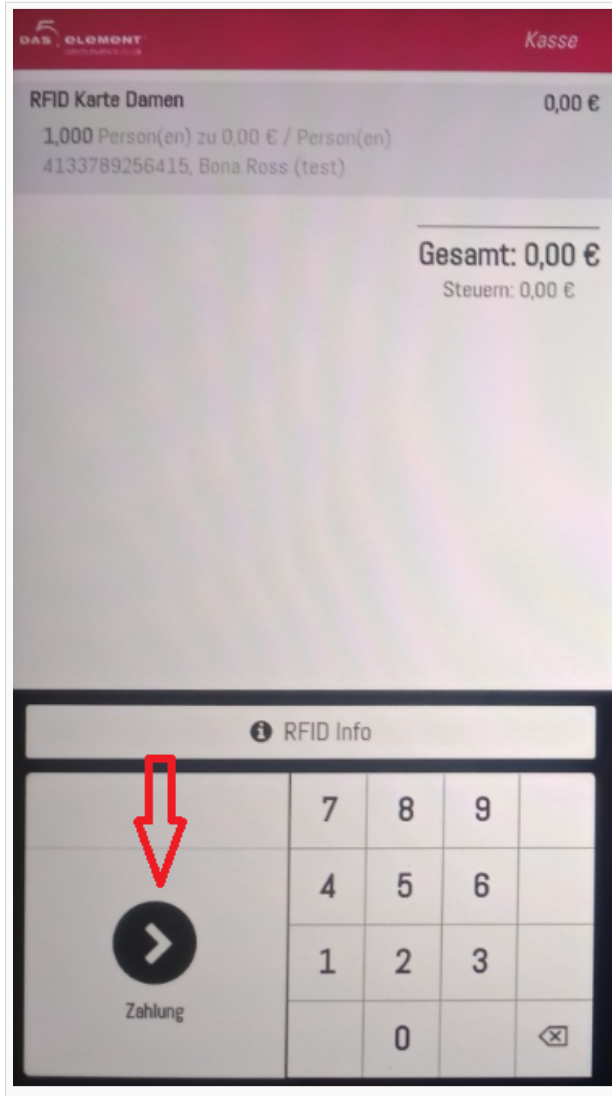 DAS 5 ELEMENT
Kasse
RFID Karte Damen 0,00 €
1,000 Person(en) zu 0,00 € / Person(en)
4133789256415, Bona Ross (test)
Gesamt: 0,00 €
Steuern: 0,00 €
RFID Info
7 8 9
4 5 6
1 2 3
Zahlung
0